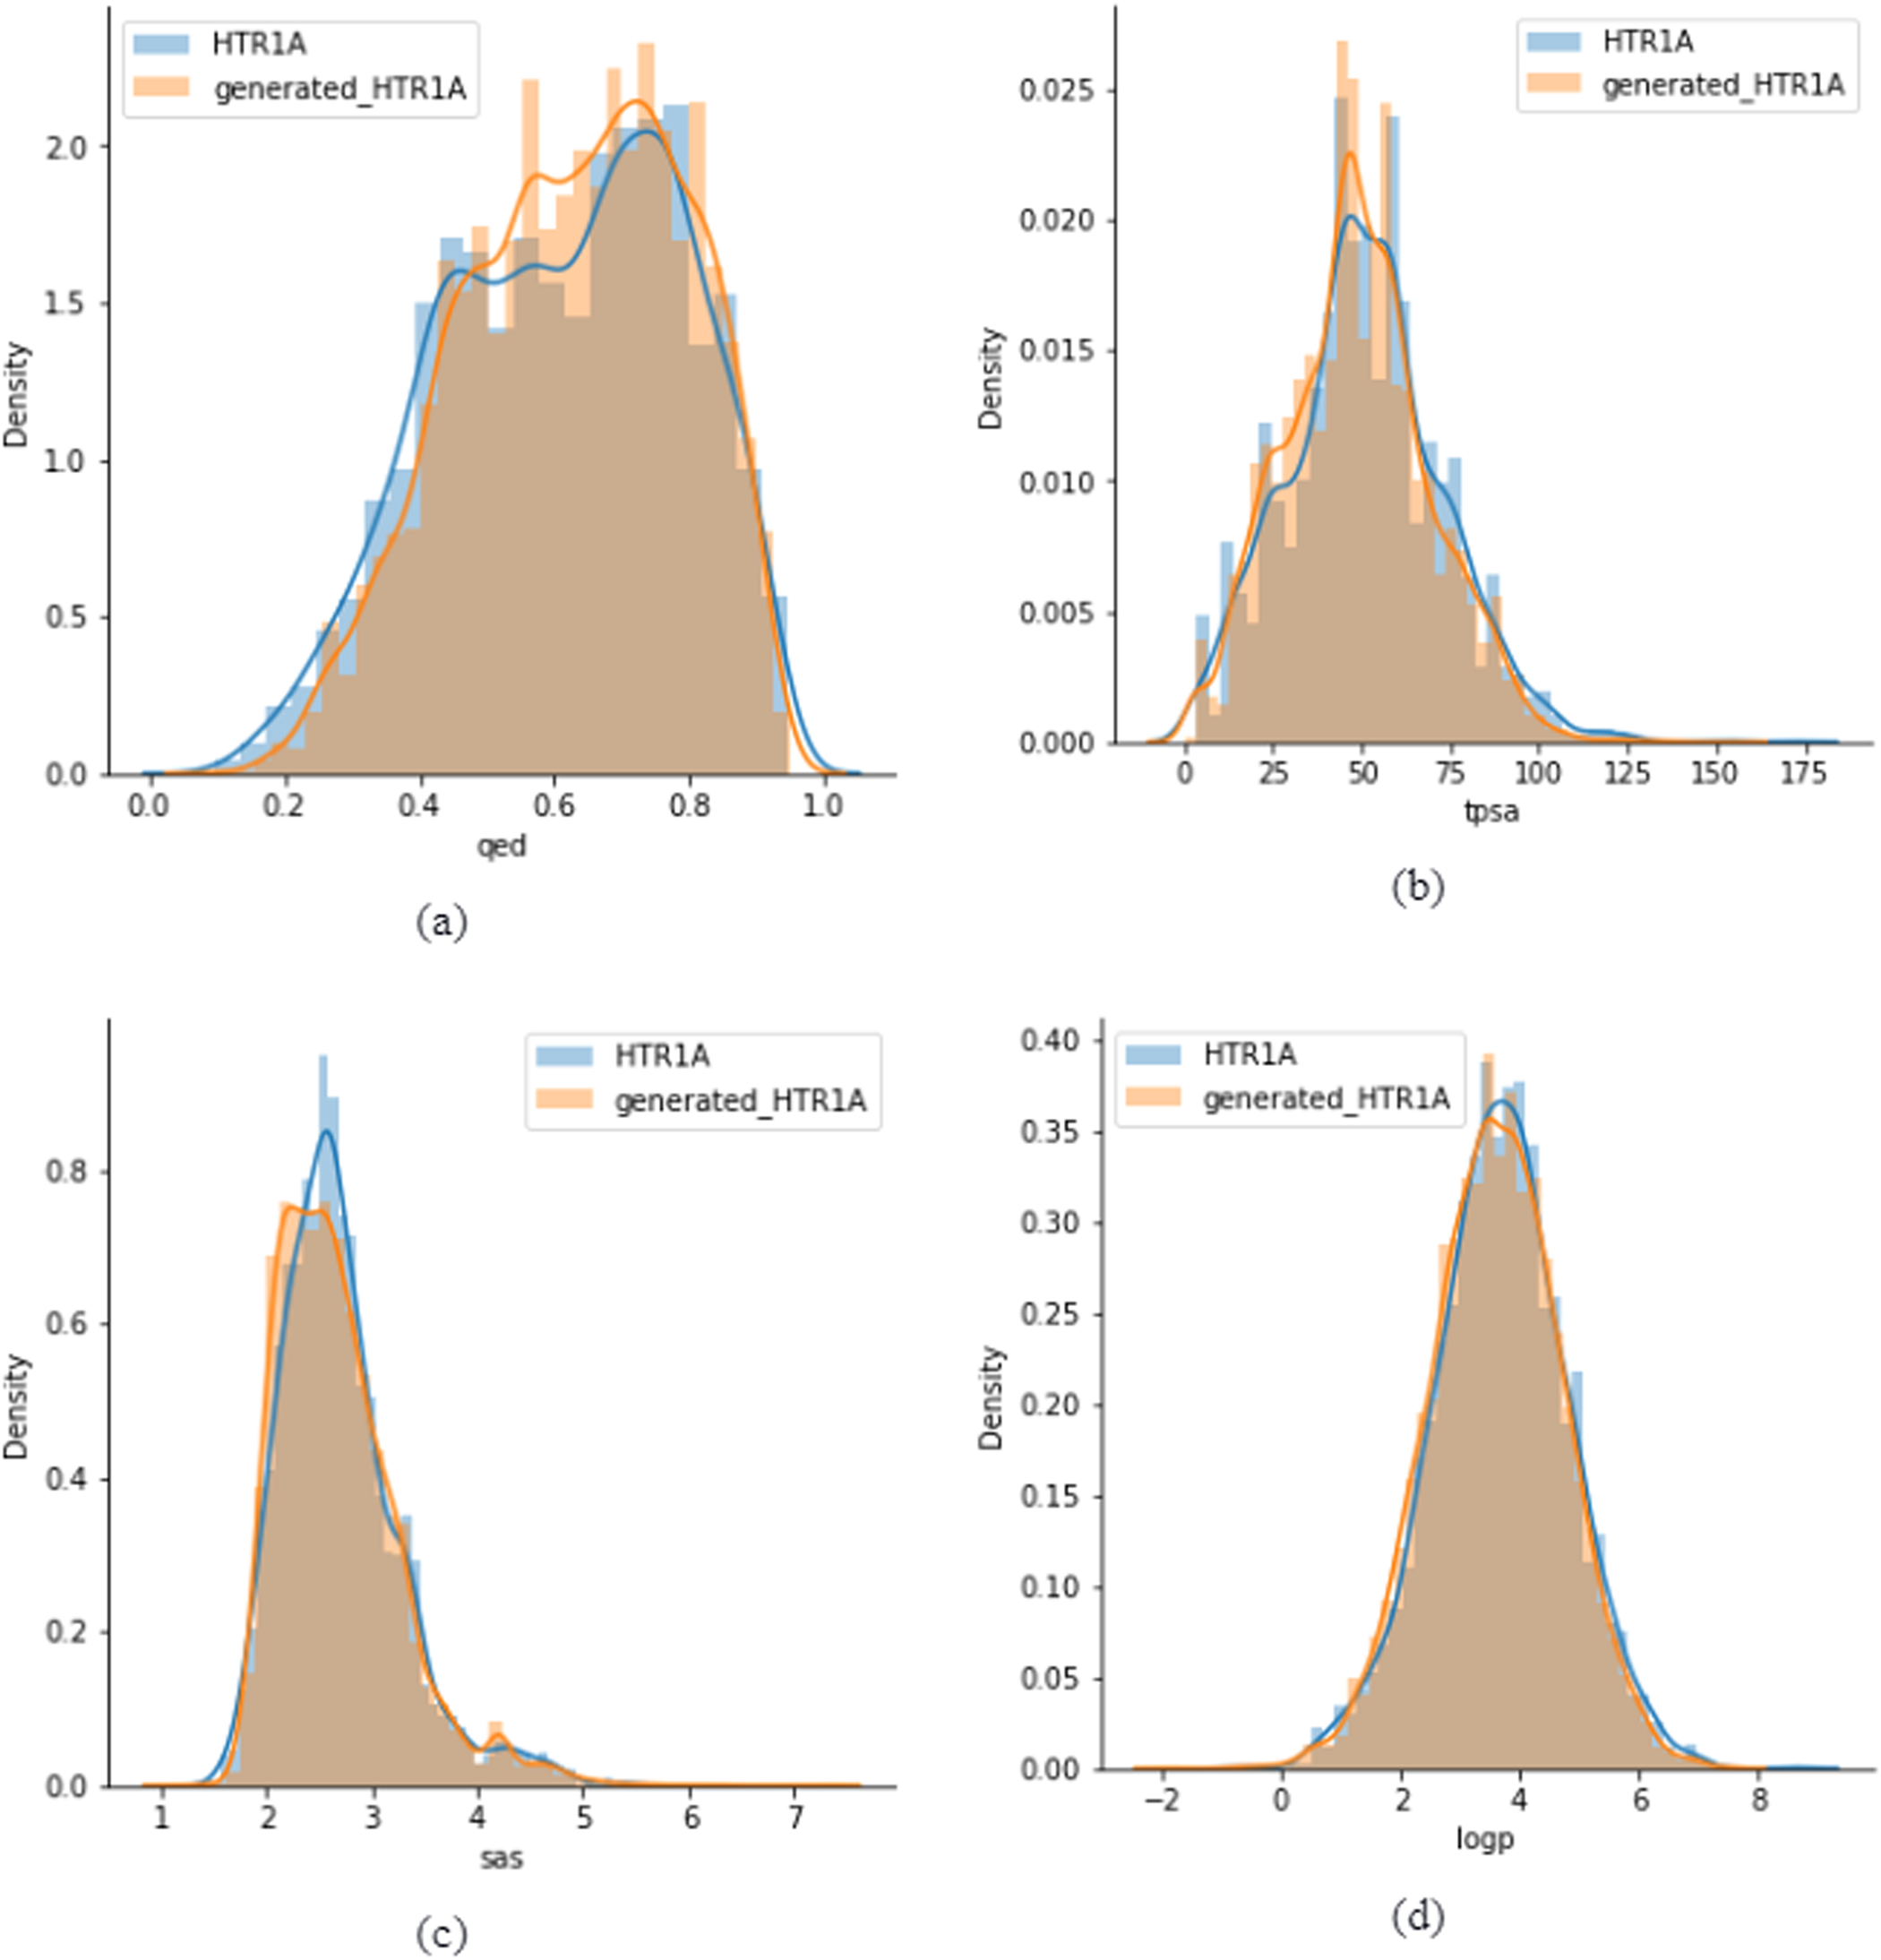 HTR1A
generated_HTR1A
2.0
1.5
1.0
0.5
0.0
Density
0.0 0.2 0.4 0.6 0.8 1.0
qed
(a)
HTR1A
generated_HTR1A
0.025
0.020
0.015
0.010
0.005
0.000
Density
0 25 50 75 100 125 150 175
tpsa
(b)
HTR1A
generated_HTR1A
0.8
0.6
0.4
0.2
0.0
Density
1 2 3 4 5 6 7
sas
(c)
HTR1A
generated_HTR1A
0.40
0.35
0.30
0.25
0.20
0.15
0.10
0.05
0.00
Density
−2 0 2 4 6 8
logp
(d)